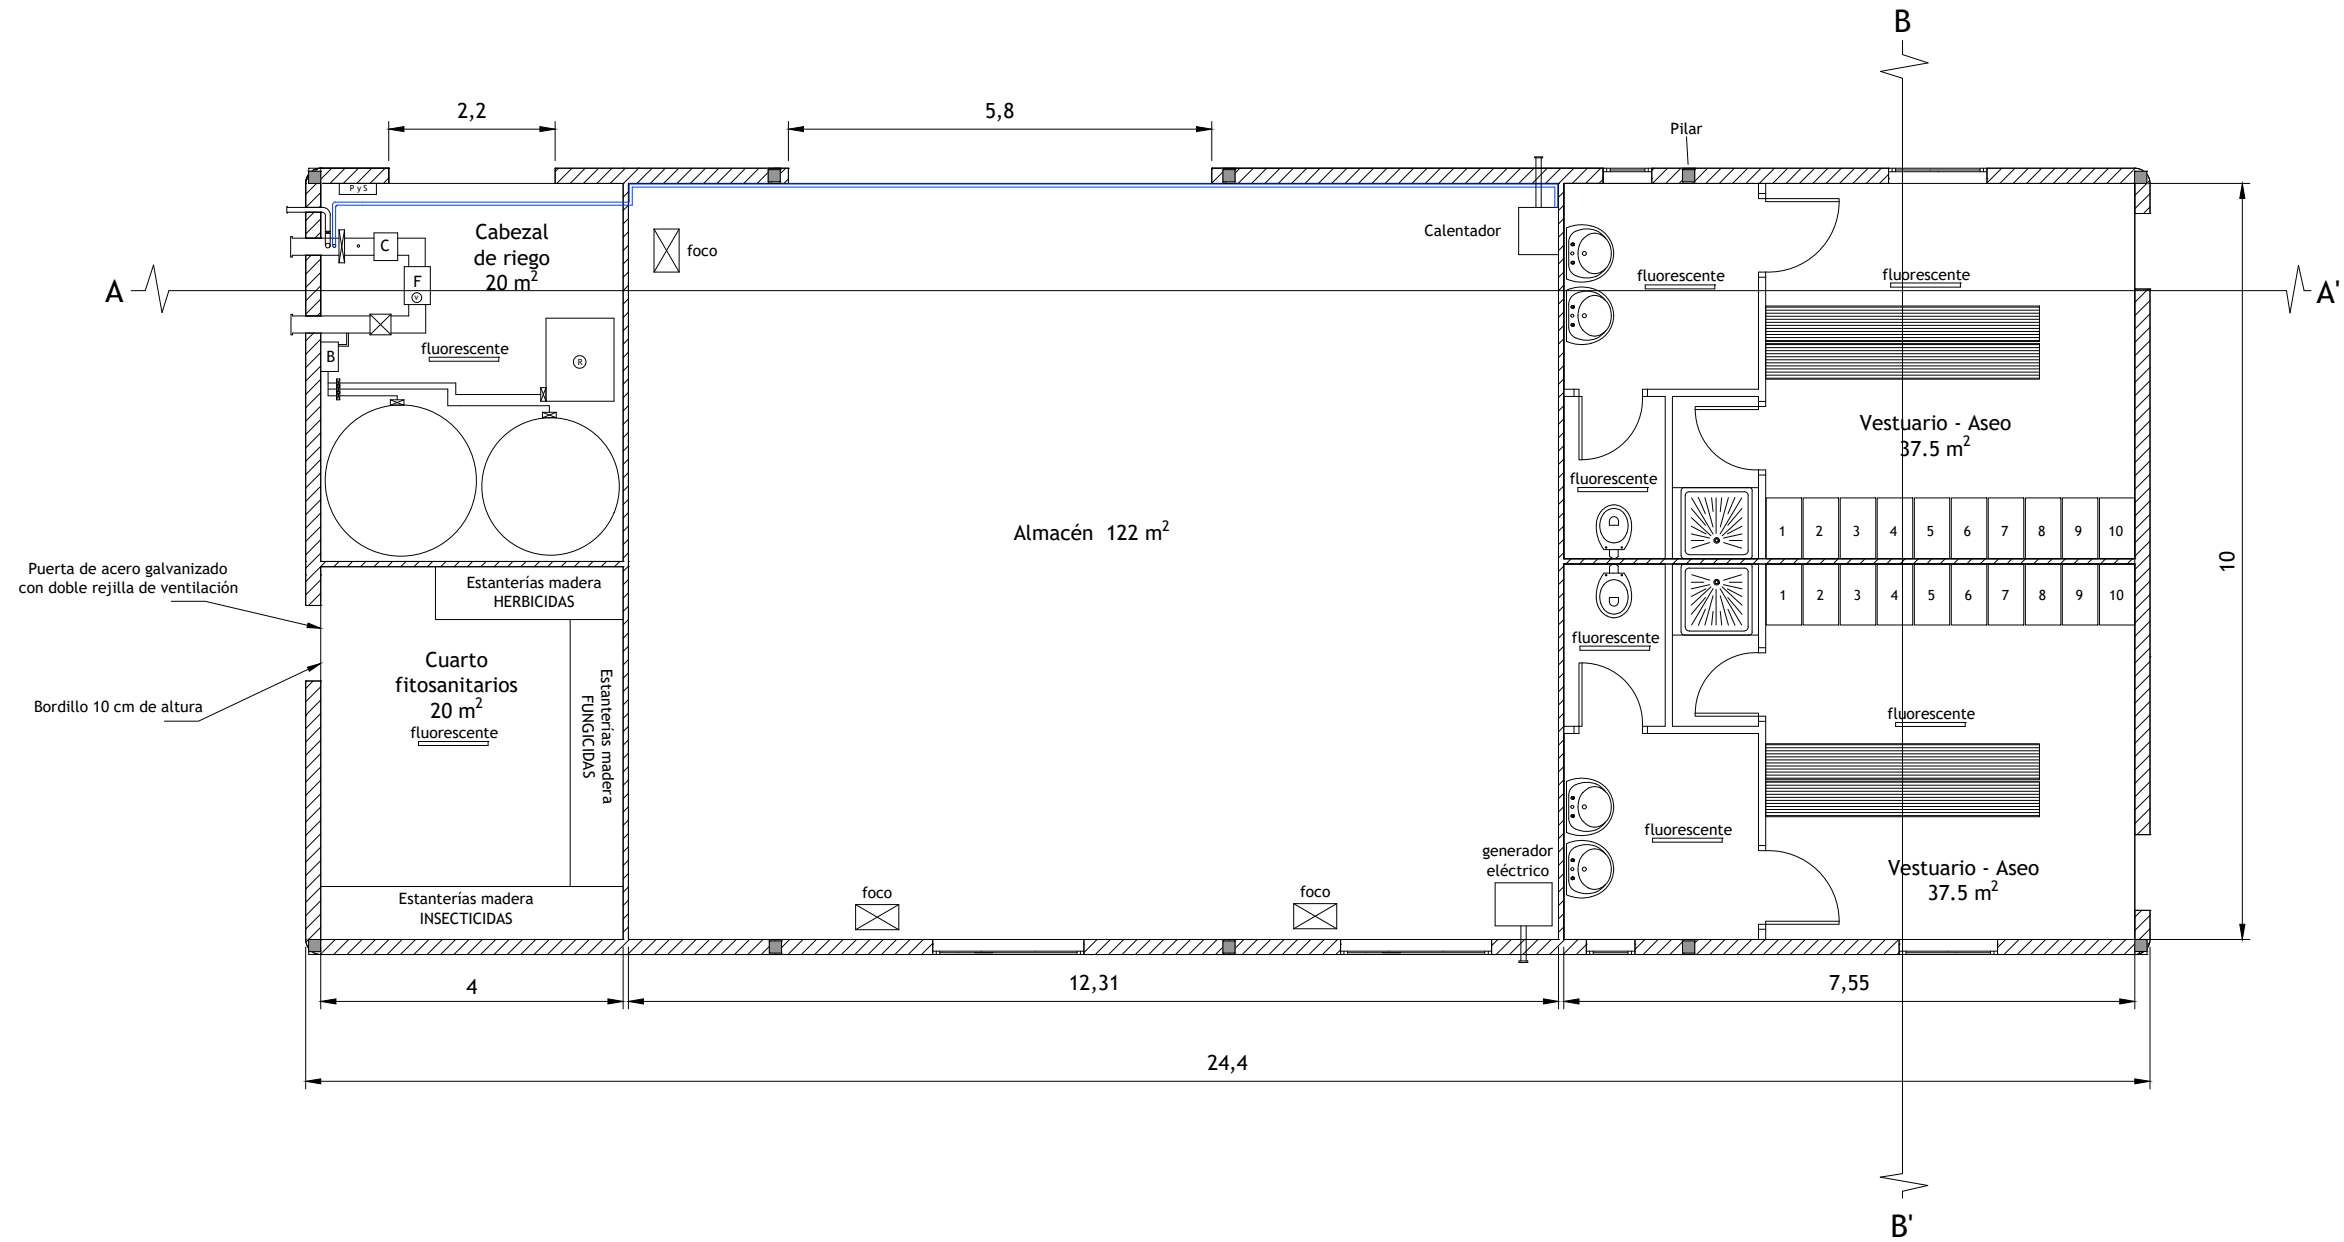 B
2,2
5,8
Pilar
P y S
Cabezal
de riego
20 m²
C
F
V
foco
Calentador
fluorescente
fluorescente
A
A'
fluorescente
B
R
Vestuario - Aseo
37.5 m²
fluorescente
1 2 3 4 5 6 7 8 9 10
Almacén 122 m²
10
Puerta de acero galvanizado
con doble rejilla de ventilación
Estanterías madera
HERBICIDAS
1 2 3 4 5 6 7 8 9 10
fluorescente
Cuarto
fitosanitarios
20 m²
fluorescente
Estanterías madera
FUNGICIDAS
Bordillo 10 cm de altura
fluorescente
fluorescente
generador
eléctrico
Vestuario - Aseo
37.5 m²
foco
foco
Estanterías madera
INSECTICIDAS
4
12,31
7,55
24,4
B'